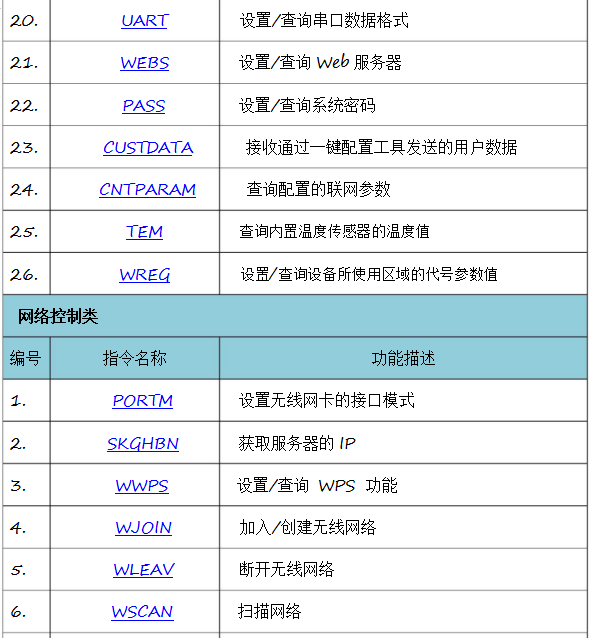 20. UART 设置/查询串口数据格式
21. WEBS 设置/查询 Web 服务器
22. PASS 设置/查询系统密码
23. CUSTDATA 接收通过一键配置工具发送的用户数据
24. CNTPARAM 查询配置的联网参数
25. TEM 查询内置温度传感器的温度值
26. WREG 设置/查询设备所使用区域的代号参数值
网络控制类
编号 指令名称 功能描述
1. PORTM 设置无线网卡的接口模式
2. SKGHBN 获取服务器的 IP
3. WWPS 设置/查询 WPS 功能
4. WJOIN 加入/创建无线网络
5. WLEAV 断开无线网络
6. WSCAN 扫描网络